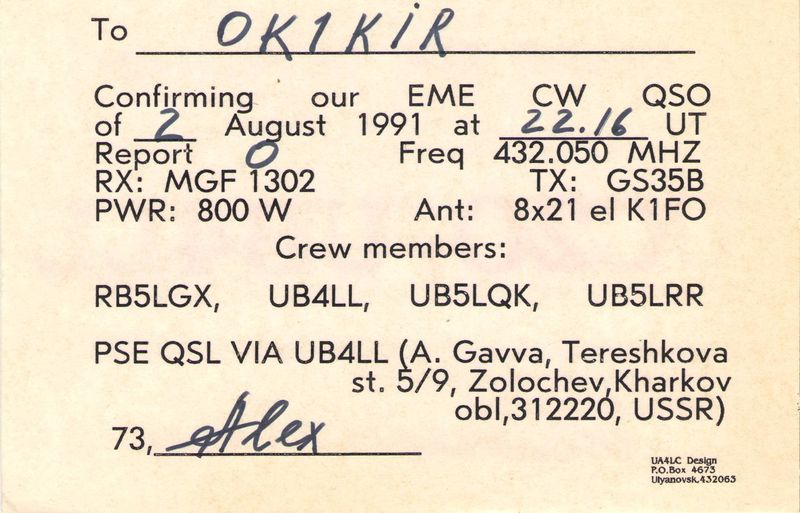 To OK1KIR
Confirming our EME CW QSO
of 2 August 1991 at 22.16 UT
Report O Freq 432.050 MHZ
RX: MGF 1302 TX: GS35B
PWR: 800 W Ant: 8x21 el K1FO
Crew members:
RB5LGX, UB4LL, UB5LQK, UB5LRR
PSE QSL VIA UB4LL (A. Gavva, Tereshkova
st. 5/9, Zolochev,Kharkov
obl,312220, USSR)
73, Alex
UA4LC Design
P.O.Box 4673
Ulyanovsk.432063